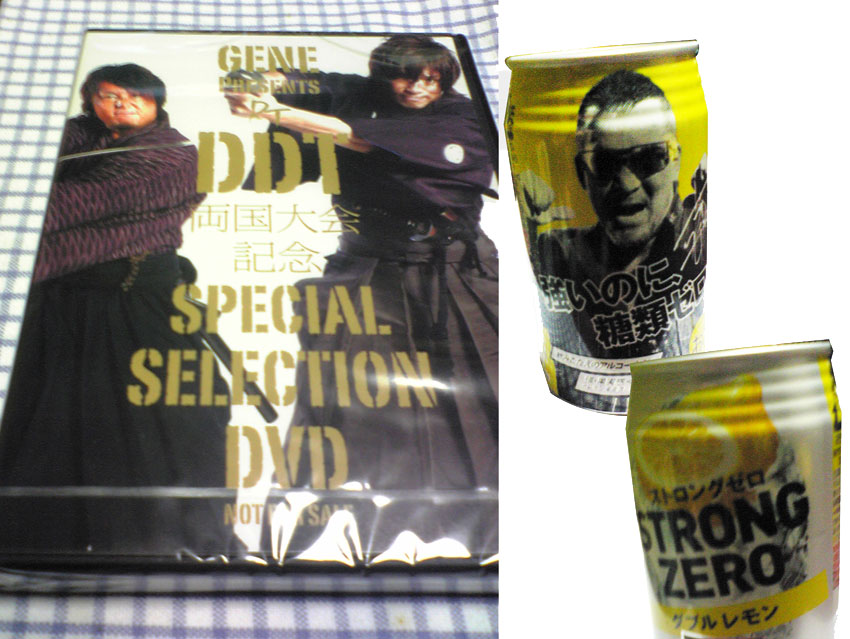 GENE
PRESENTS
DDT
両国大会
記念
SPECIAL
SELECTION
DVD
NOT FOR SALE
強いのに、
糖類ゼロ
ストロングゼロ
STRONG
ZERO
ダブルレモン